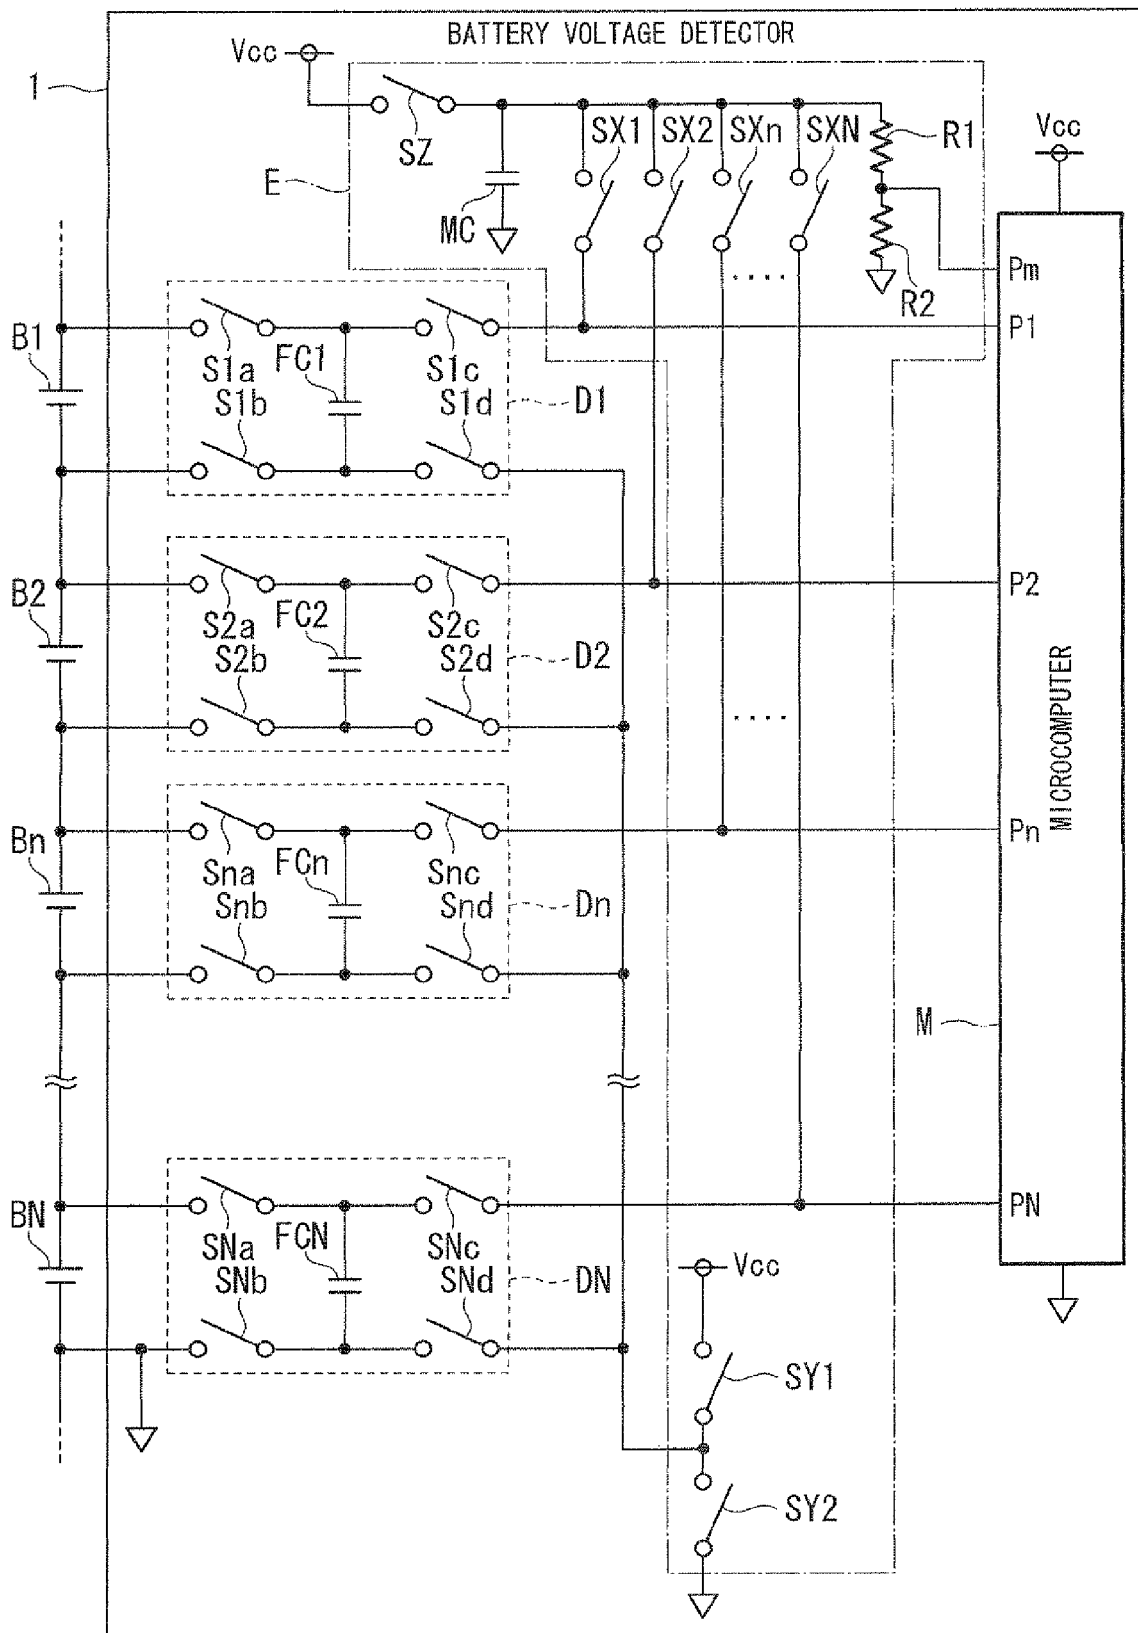 BATTERY VOLTAGE DETECTOR
Vcc
1
SZ
SX1
SX2
SXn
SXN
R1
Vcc
E
MC
....
Pm
R2
P1
B1
S1a
FC1
S1c
S1b
S1d
D1
B2
S2a
FC2
S2c
S2b
S2d
D2
P2
....
MICROCOMPUTER
Bn
Sna
FCn
Snc
Snb
Snd
Dn
Pn
M
BN
SNa
FCN
SNc
SNb
SNd
DN
PN
Vcc
SY1
SY2